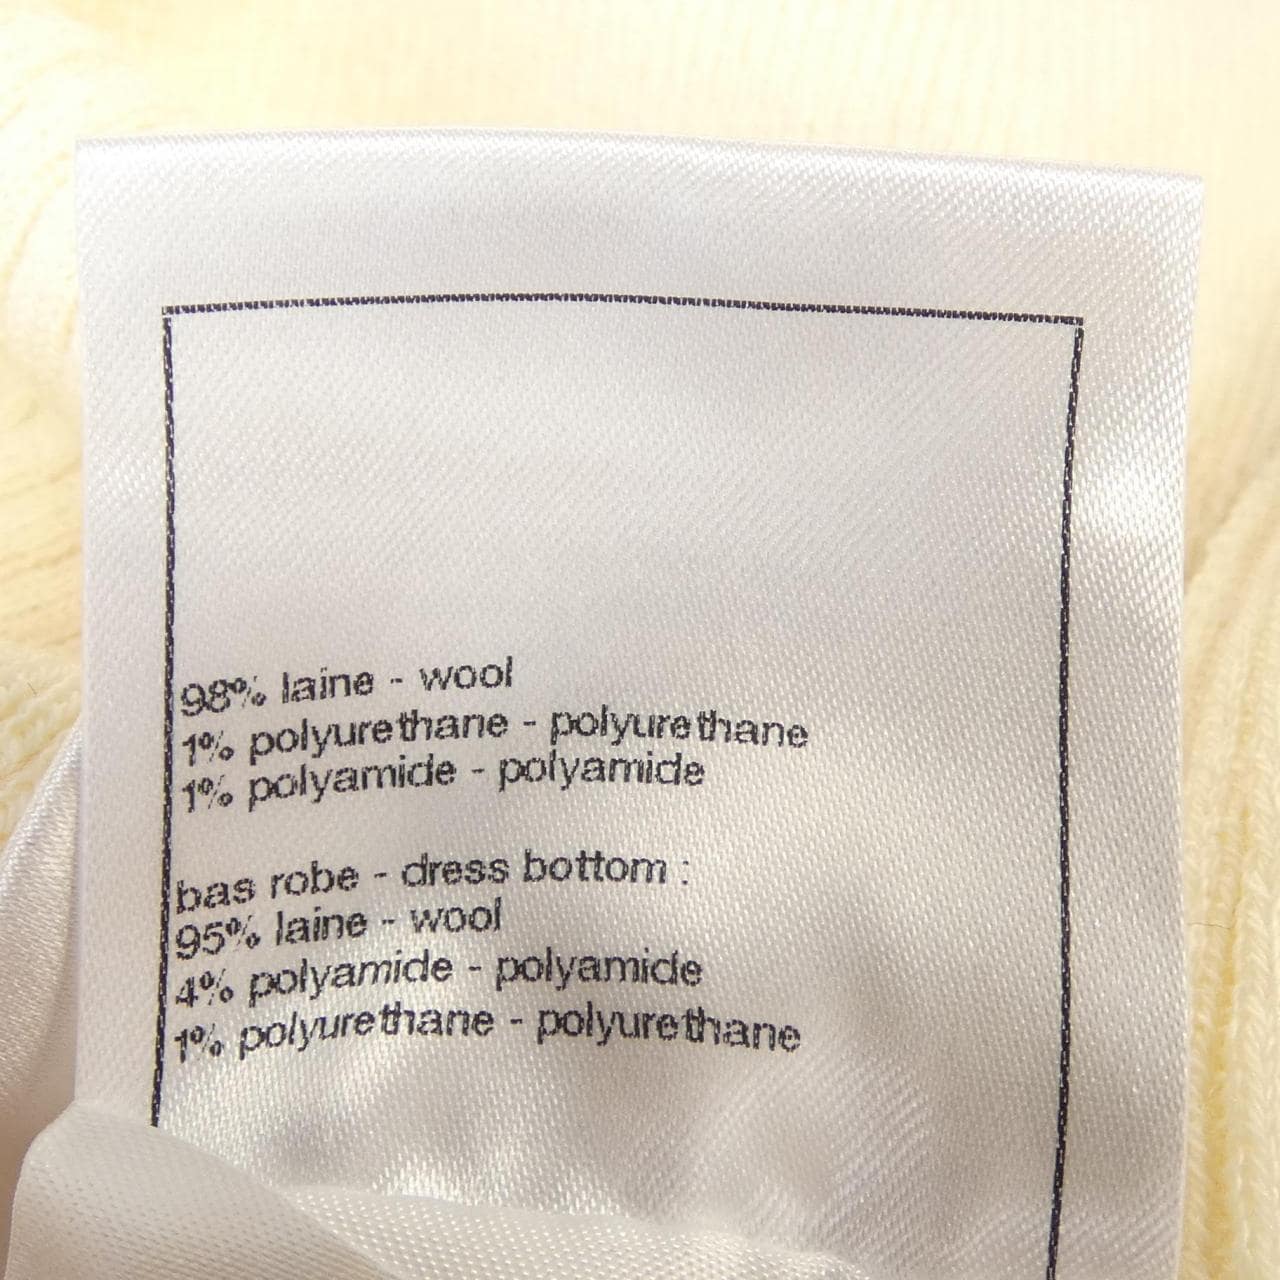 98% laine - wool
1% polyurethane - polyurethane
1% polyamide - polyamide
bas robe - dress bottom :
95% laine - wool
4% polyamide - polyamide
1% polyurethane - polyurethane